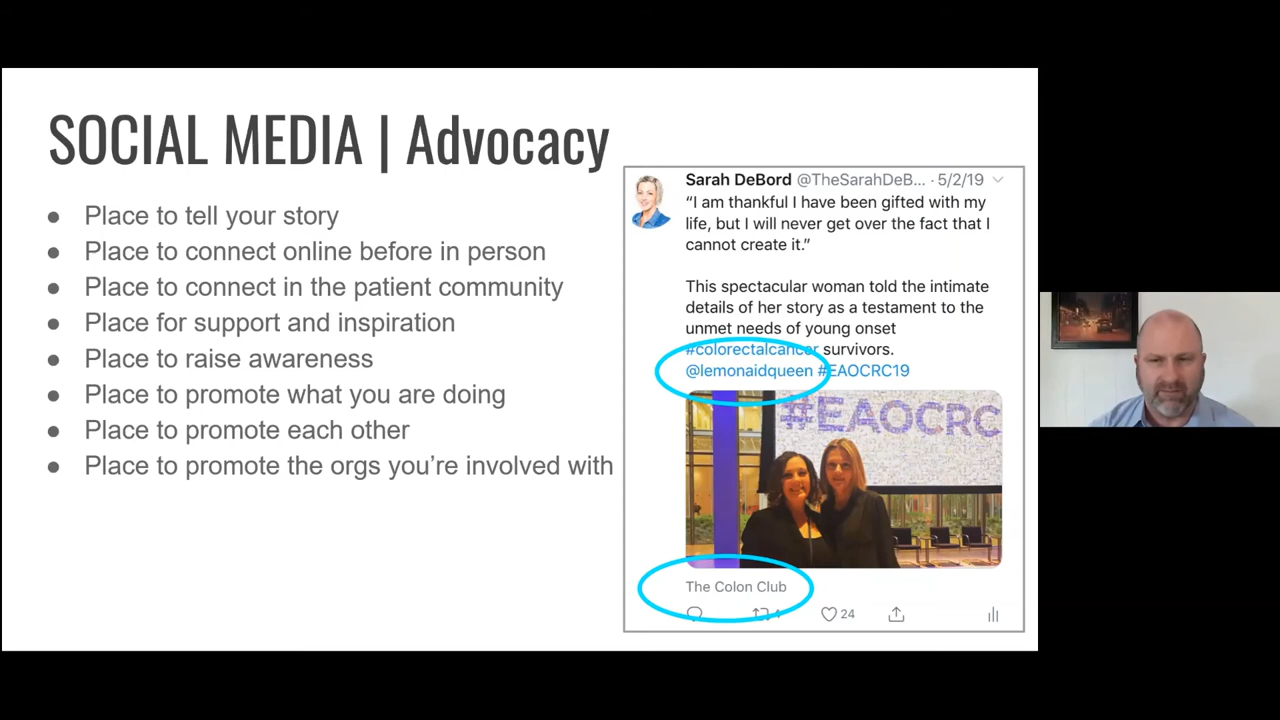 SOCIAL MEDIA | Advocacy
● Place to tell your story
● Place to connect online before in person
● Place to connect in the patient community
● Place for support and inspiration
● Place to raise awareness
● Place to promote what you are doing
● Place to promote each other
● Place to promote the orgs you’re involved with
Sarah DeBord @TheSarahDeB... · 5/2/19
“I am thankful I have been gifted with my
life, but I will never get over the fact that I
cannot create it.”
This spectacular woman told the intimate
details of her story as a testament to the
unmet needs of young onset
#colorectalcancer survivors.
@lemonaidqueen #EAOCRC19
#EAOCRC
The Colon Club
4 24